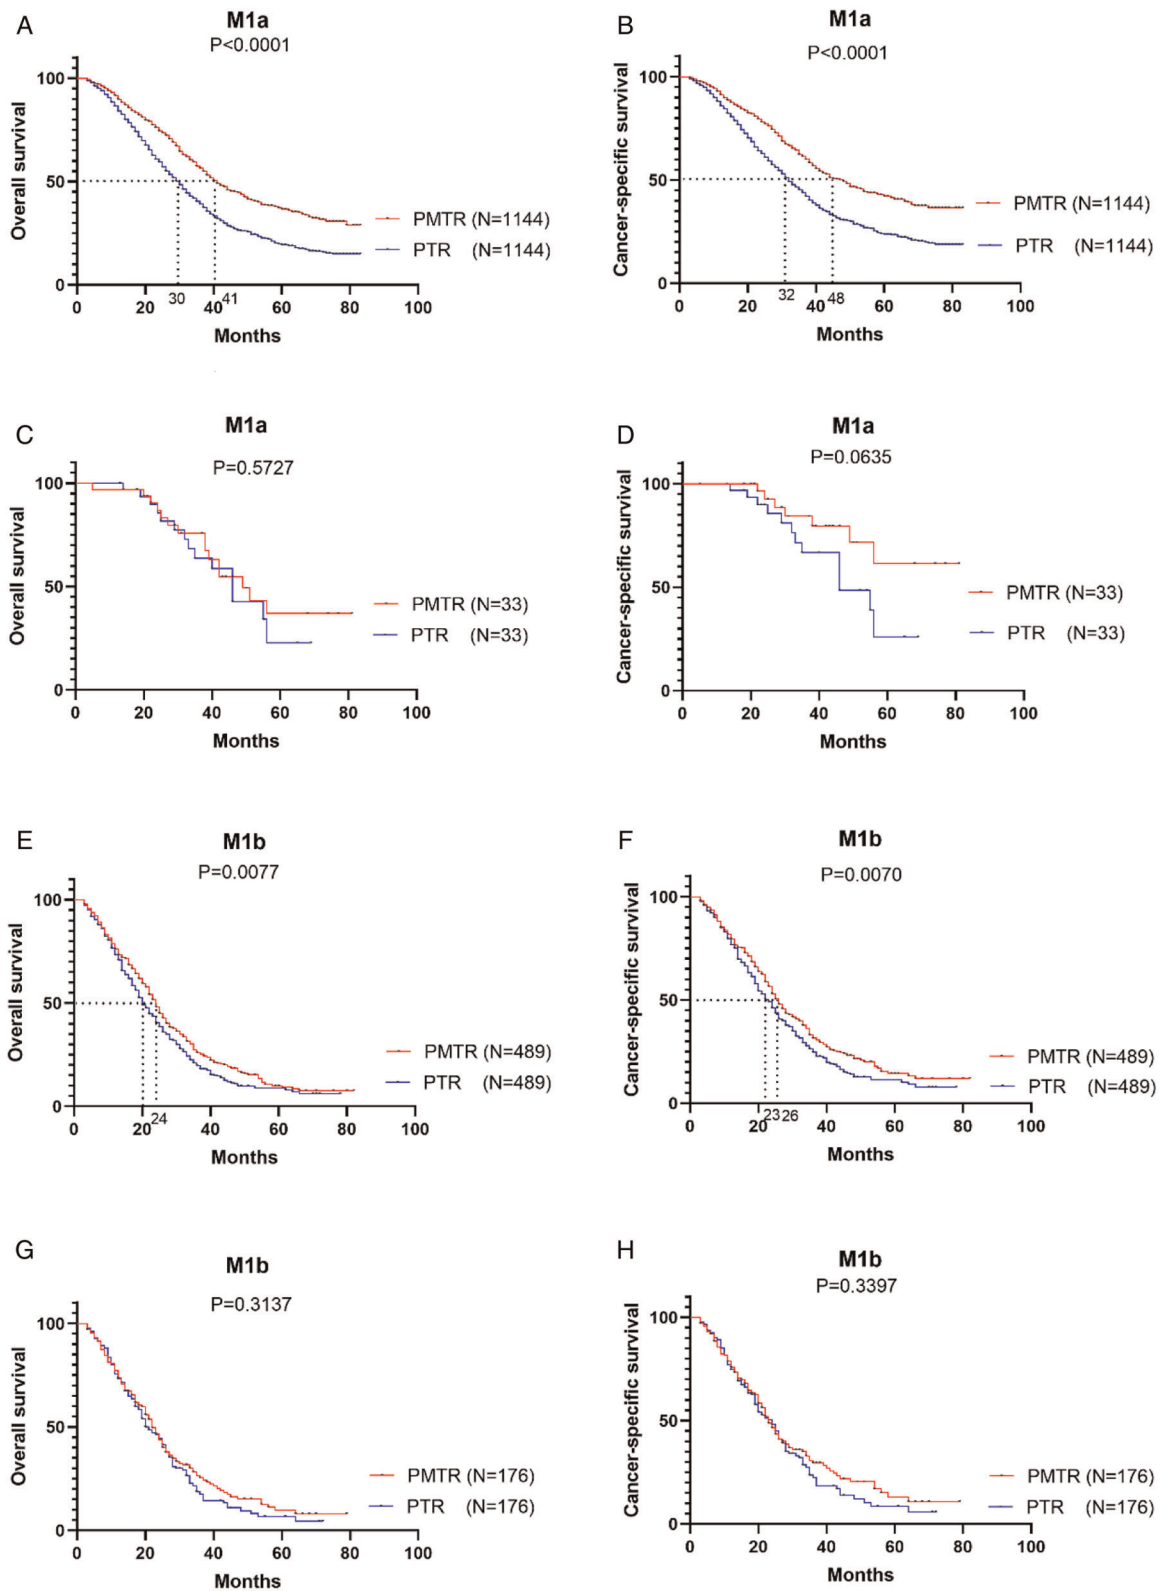 A
M1a
P<0.0001
Overall survival
100
50
0
0 20 30 40 41 60 80 100
Months
PMTR (N=1144)
PTR (N=1144)
B
M1a
P<0.0001
Cancer-specific survival
100
50
0
0 20 32 40 48 60 80 100
Months
PMTR (N=1144)
PTR (N=1144)
C
M1a
P=0.5727
Overall survival
100
50
0
0 20 40 60 80 100
Months
PMTR (N=33)
PTR (N=33)
D
M1a
P=0.0635
Cancer-specific survival
100
50
0
0 20 40 60 80 100
Months
PMTR (N=33)
PTR (N=33)
E
M1b
P=0.0077
Overall survival
100
50
0
0 20 24 40 60 80 100
Months
PMTR (N=489)
PTR (N=489)
F
M1b
P=0.0070
Cancer-specific survival
100
50
0
0 20 23 26 40 60 80 100
Months
PMTR (N=489)
PTR (N=489)
G
M1b
P=0.3137
Overall survival
100
50
0
0 20 40 60 80 100
Months
PMTR (N=176)
PTR (N=176)
H
M1b
P=0.3397
Cancer-specific survival
100
50
0
0 20 40 60 80 100
Months
PMTR (N=176)
PTR (N=176)